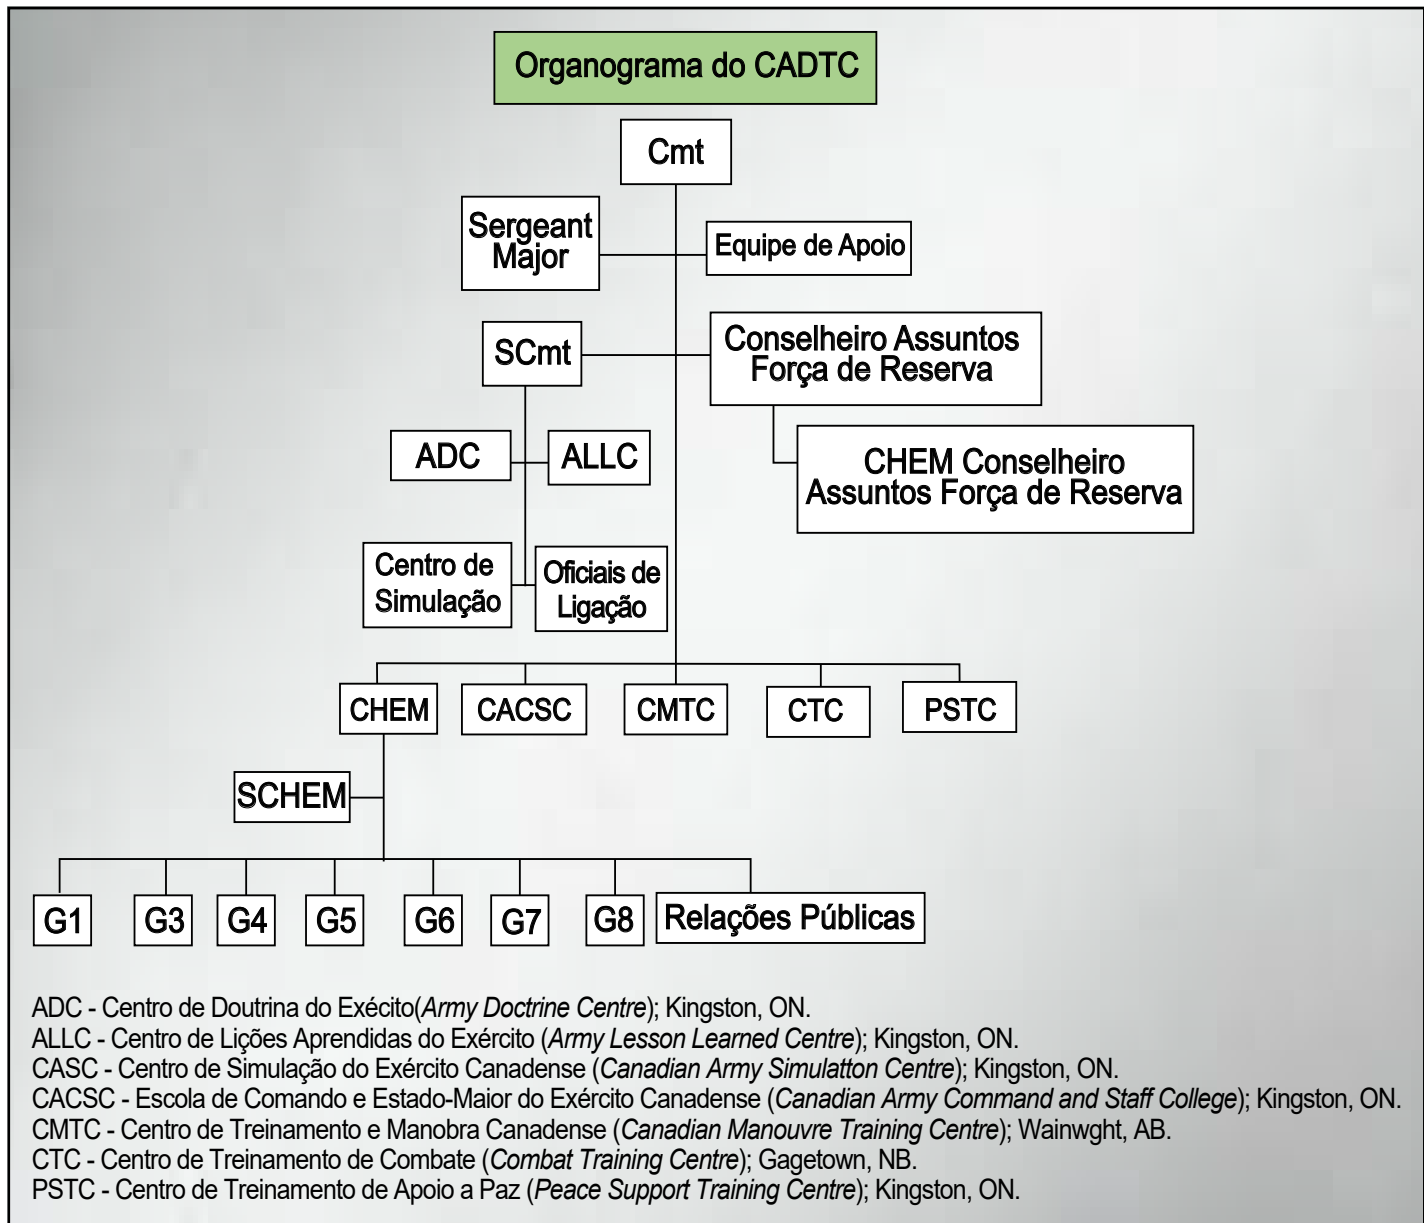 Organograma do CADTC
Cmt
Sergeant
Major
Equipe de Apoio
SCmt
Conselheiro Assuntos
Força de Reserva
ADC
ALLC
CHEM Conselheiro
Assuntos Força de Reserva
Centro de
Simulação
Oficiais de
Ligação
CHEM
CACSC
CMTC
CTC
PSTC
SCHEM
G1
G3
G4
G5
G6
G7
G8
Relações Públicas
ADC - Centro de Doutrina do Exécito(Army Doctrine Centre); Kingston, ON.
ALLC - Centro de Lições Aprendidas do Exército (Army Lesson Learned Centre); Kingston, ON.
CASC - Centro de Simulação do Exército Canadense (Canadian Army Simulatton Centre); Kingston, ON.
CACSC - Escola de Comando e Estado-Maior do Exército Canadense (Canadian Army Command and Staff College); Kingston, ON.
CMTC - Centro de Treinamento e Manobra Canadense (Canadian Manouvre Training Centre); Wainwght, AB.
CTC - Centro de Treinamento de Combate (Combat Training Centre); Gagetown, NB.
PSTC - Centro de Treinamento de Apoio a Paz (Peace Support Training Centre); Kingston, ON.